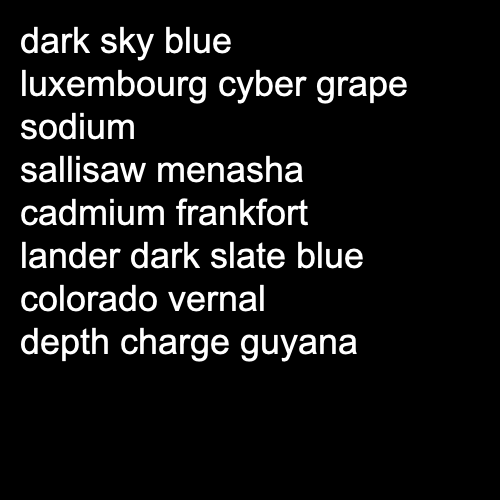 dark sky blue
luxembourg cyber grape
sodium
sallisaw menasha
cadmium frankfort
lander dark slate blue
colorado vernal
depth charge guyana